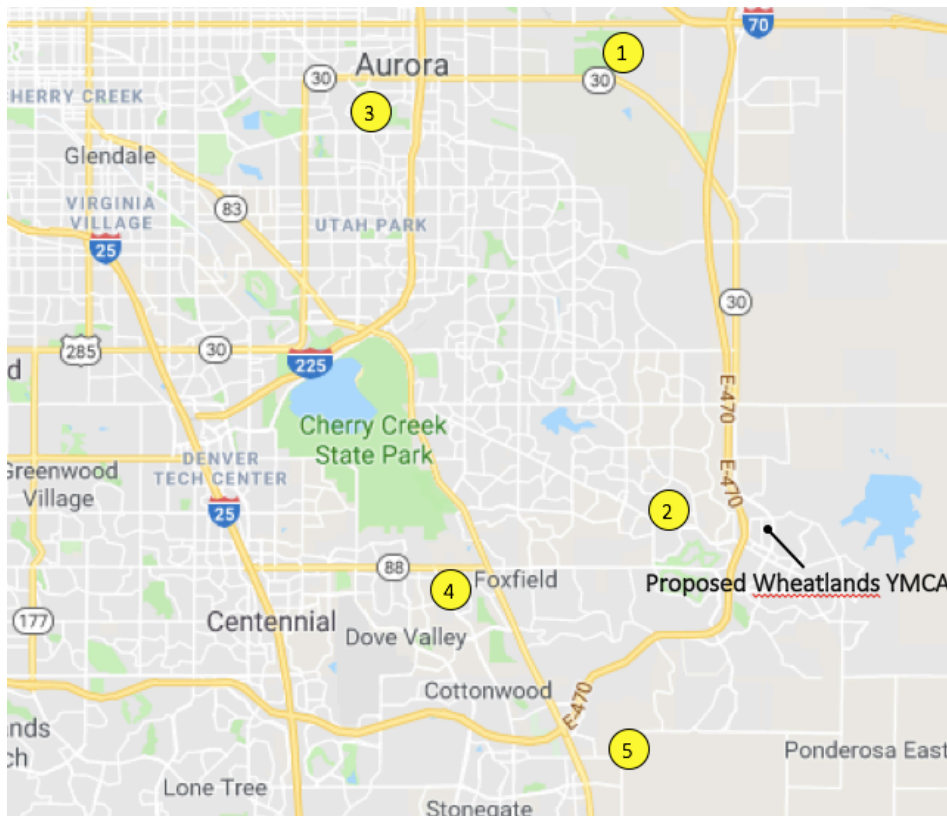 70
1
Aurora
30
30
CHERRY CREEK
3
Glendale
VIRGINIA
VILLAGE
83
UTAH PARK
25
30
285
30
225
d
E-470
Cherry Creek
State Park
DENVER
TECH CENTER
Greenwood
Village
E-470
25
2
Proposed Wheatlands YMCA
88
Foxfield
4
177
Centennial
Dove Valley
Cottonwood
E-470
nds
ch
5
Ponderosa East
Lone Tree
Stonegate